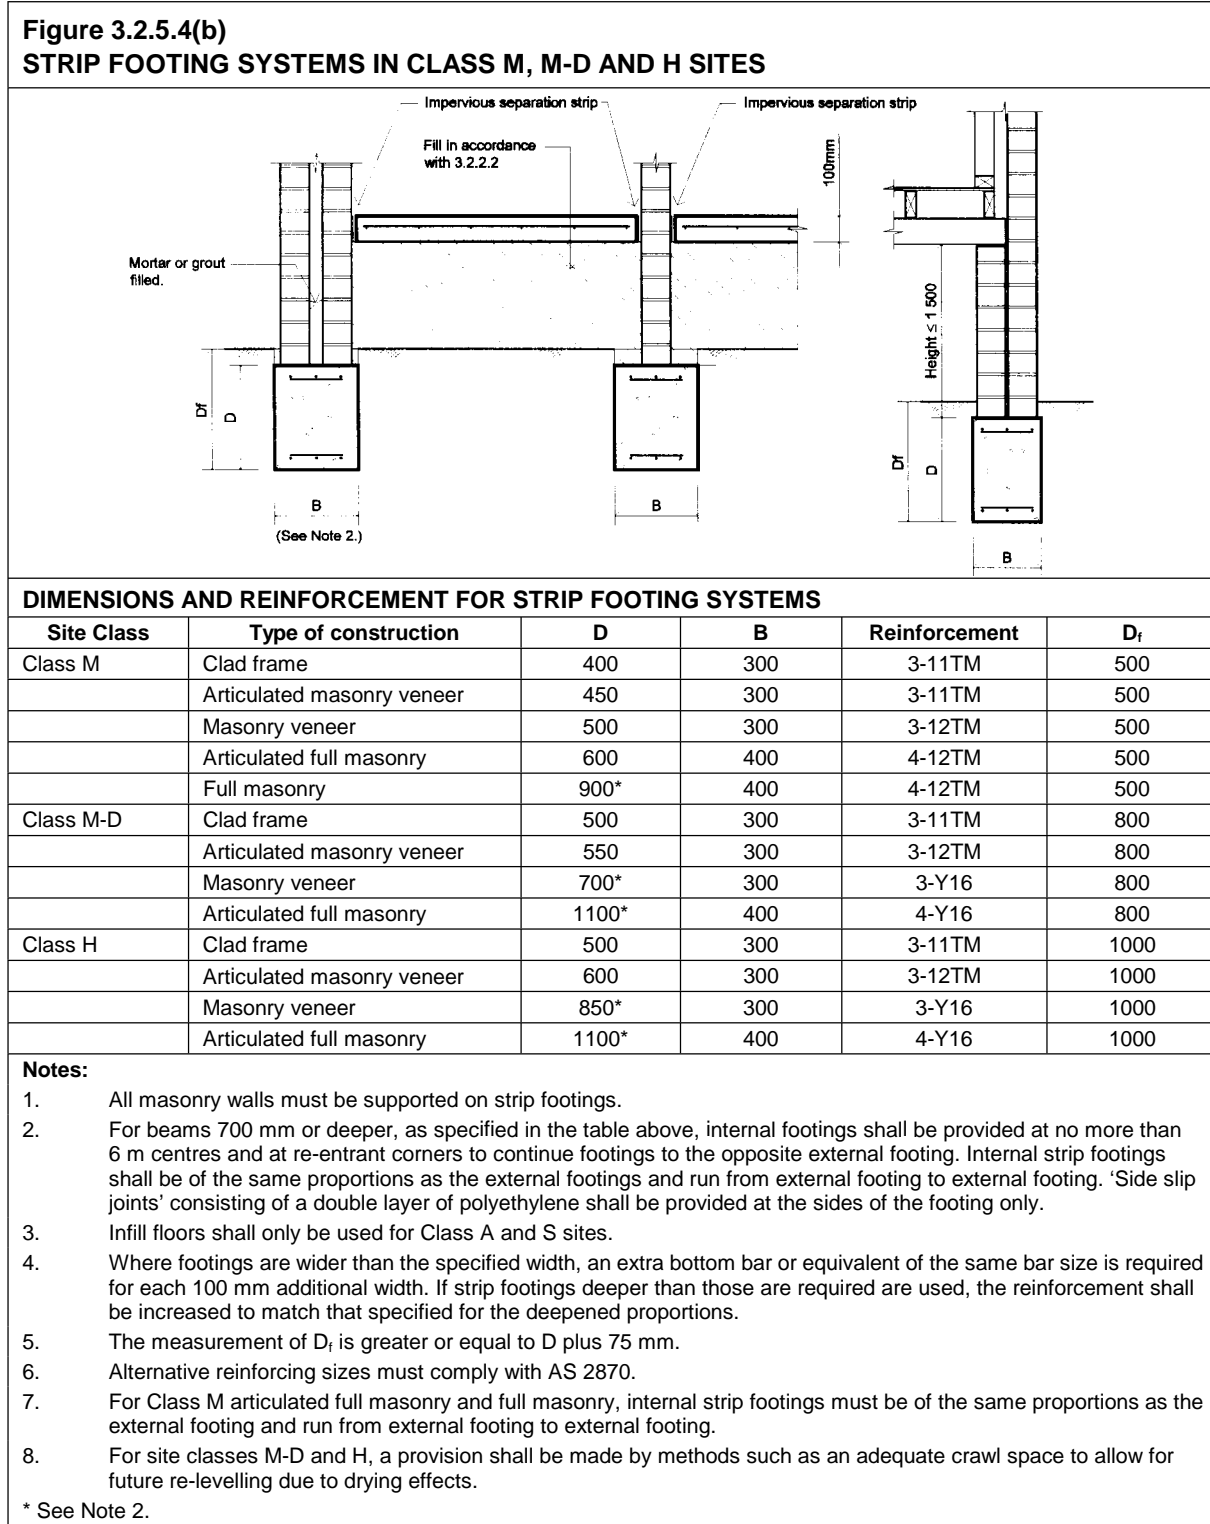 Figure 3.2.5.4(b)
STRIP FOOTING SYSTEMS IN CLASS M, M-D AND H SITES
Impervious separation strip
Impervious separation strip
Fill in accordance
with 3.2.2.2
100mm
Mortar or grout
filled.
Height ≤ 1 500
Df
D
Df
D
B
B
(See Note 2.)
B
DIMENSIONS AND REINFORCEMENT FOR STRIP FOOTING SYSTEMS
Site Class Type of construction D B Reinforcement Df
Class M Clad frame 400 300 3-11TM 500
Articulated masonry veneer 450 300 3-11TM 500
Masonry veneer 500 300 3-12TM 500
Articulated full masonry 600 400 4-12TM 500
Full masonry 900* 400 4-12TM 500
Class M-D Clad frame 500 300 3-11TM 800
Articulated masonry veneer 550 300 3-12TM 800
Masonry veneer 700* 300 3-Y16 800
Articulated full masonry 1100* 400 4-Y16 800
Class H Clad frame 500 300 3-11TM 1000
Articulated masonry veneer 600 300 3-12TM 1000
Masonry veneer 850* 300 3-Y16 1000
Articulated full masonry 1100* 400 4-Y16 1000
Notes:
1. All masonry walls must be supported on strip footings.
2. For beams 700 mm or deeper, as specified in the table above, internal footings shall be provided at no more than
6 m centres and at re-entrant corners to continue footings to the opposite external footing. Internal strip footings
shall be of the same proportions as the external footings and run from external footing to external footing. ‘Side slip
joints’ consisting of a double layer of polyethylene shall be provided at the sides of the footing only.
3. Infill floors shall only be used for Class A and S sites.
4. Where footings are wider than the specified width, an extra bottom bar or equivalent of the same bar size is required
for each 100 mm additional width. If strip footings deeper than those are required are used, the reinforcement shall
be increased to match that specified for the deepened proportions.
5. The measurement of Df is greater or equal to D plus 75 mm.
6. Alternative reinforcing sizes must comply with AS 2870.
7. For Class M articulated full masonry and full masonry, internal strip footings must be of the same proportions as the
external footing and run from external footing to external footing.
8. For site classes M-D and H, a provision shall be made by methods such as an adequate crawl space to allow for
future re-levelling due to drying effects.
* See Note 2.